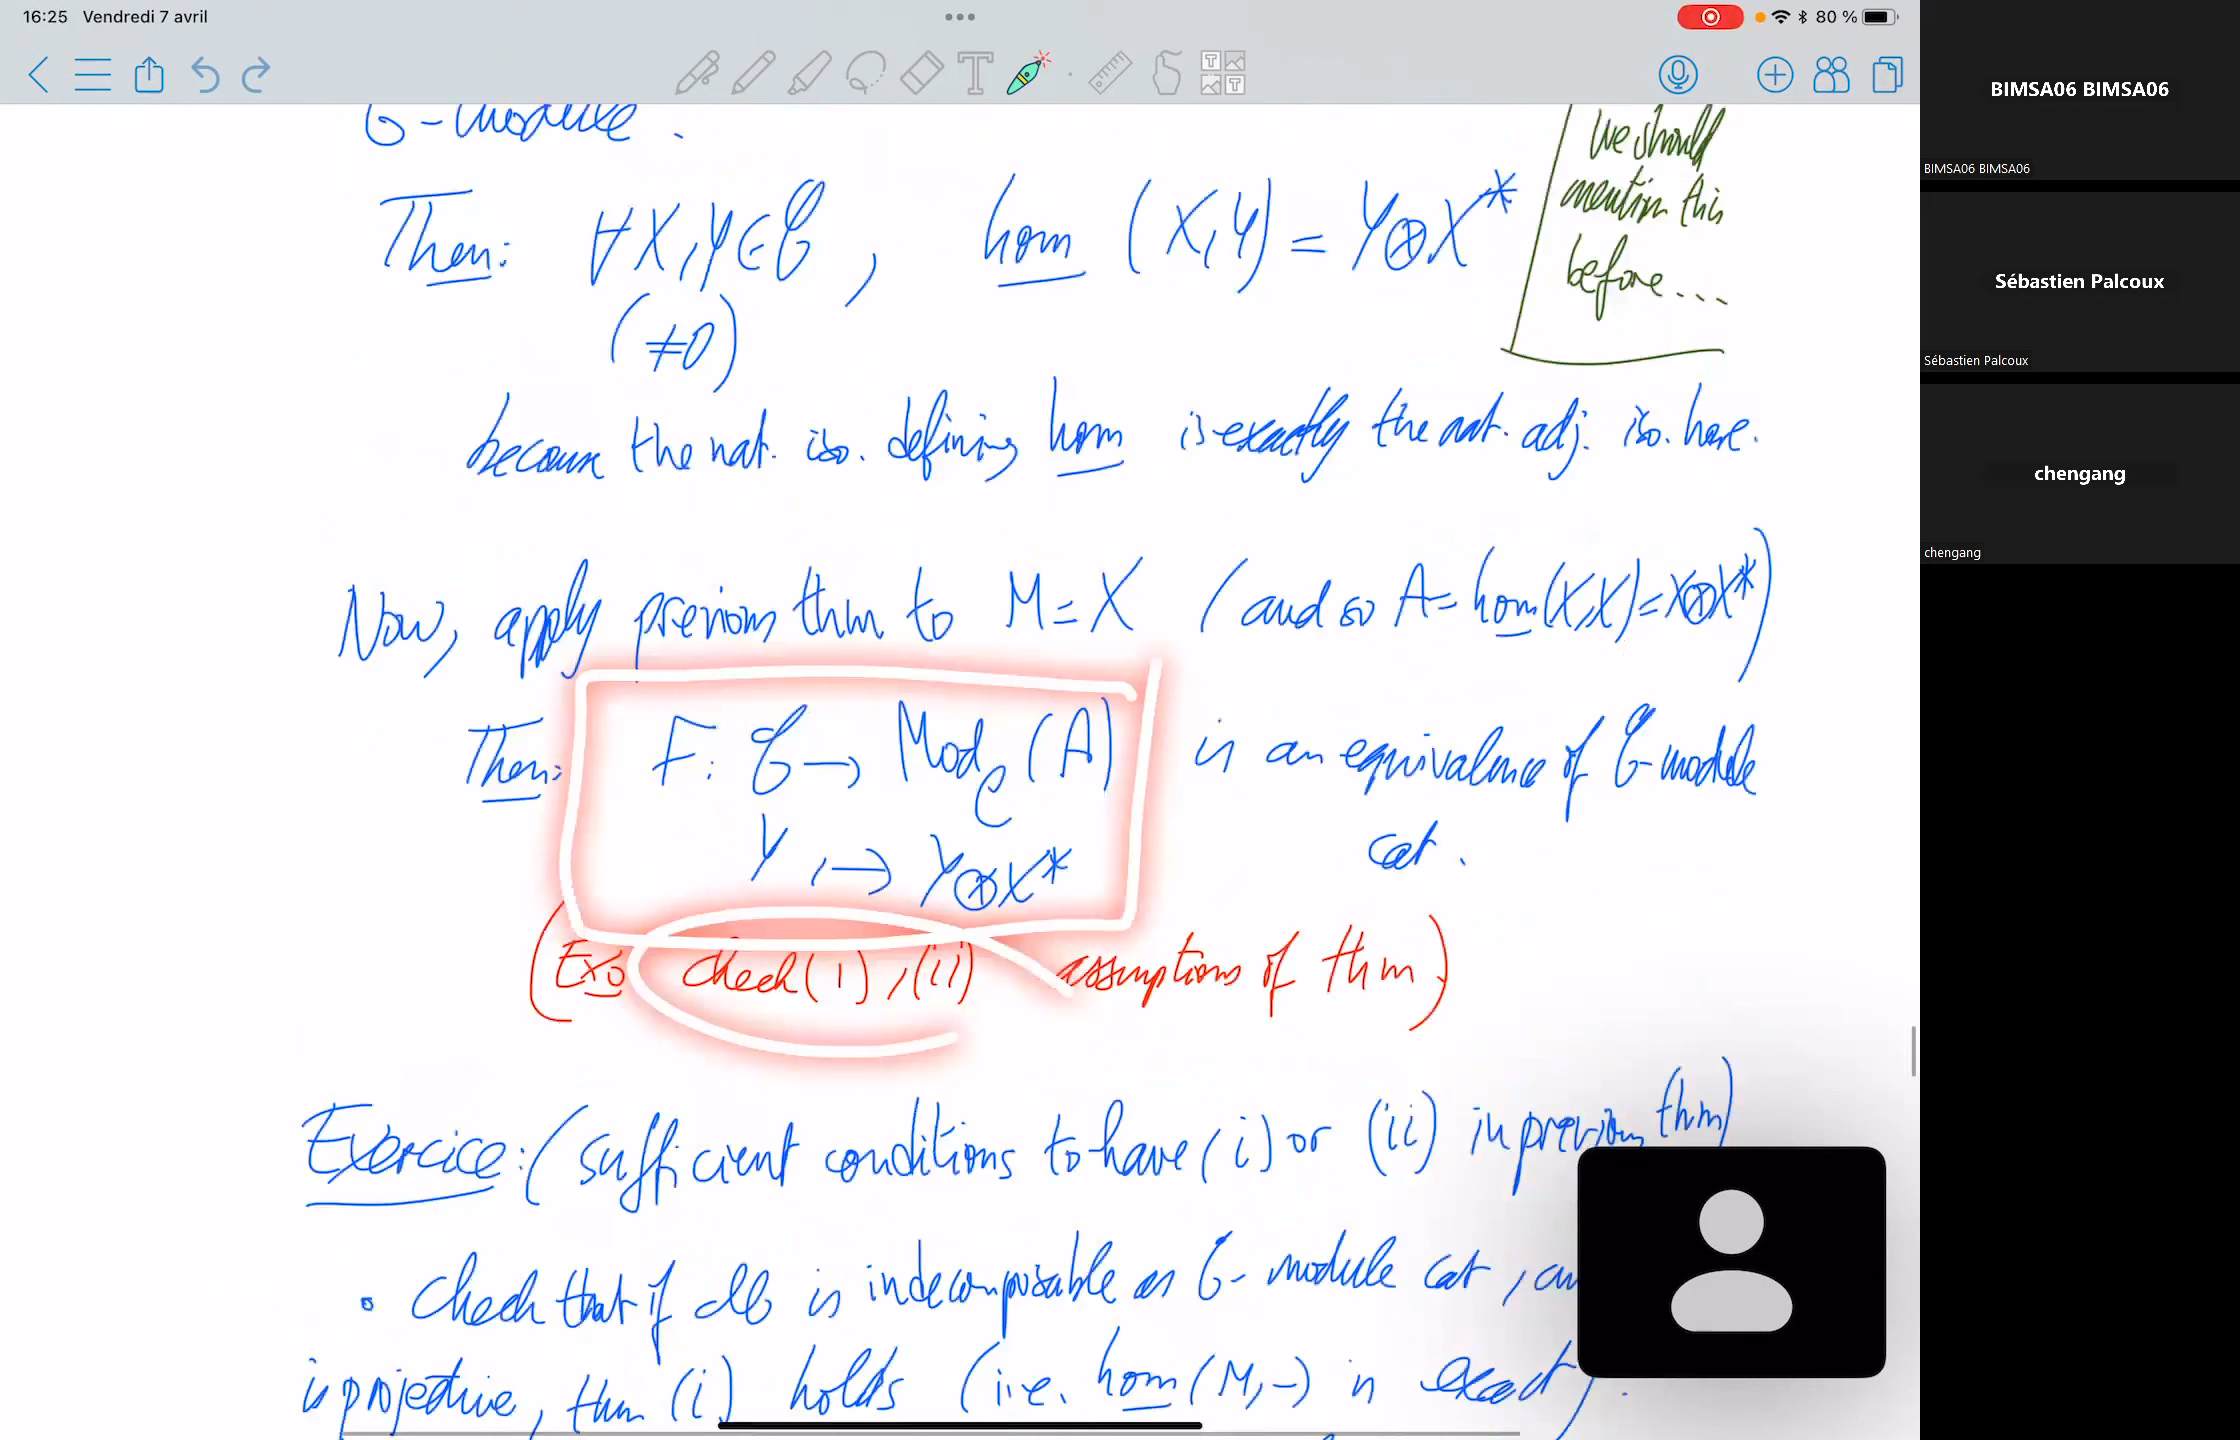 16:25 Vendredi 7 avril
80 %
BIMSA06 BIMSA06
BIMSA06 BIMSA06
Sébastien Palcoux
Sébastien Palcoux
chengang
chengang
we should
mention this
before...
C-module.
Then: ∀X,Y∈C, hom (X,Y) = Y⊗X*
(≠0)
because the nat. iso. defining hom is exactly the nat. adj. iso. here.
Now, apply previous thm to M=X (and so A=hom(X,X)=X⊗X*)
Then: F: C → Mod_C (A) is an equivalence of C-module
cat.
Y ↦ Y⊗X*
(Exo check (i),(ii) assumptions of thm)
Exercice: (sufficient conditions to have (i) or (ii) in previous thm)
• Check that if M is indecomposable as C-module cat, an
is projective, then (i) holds (i.e. hom(M,-) is exact).